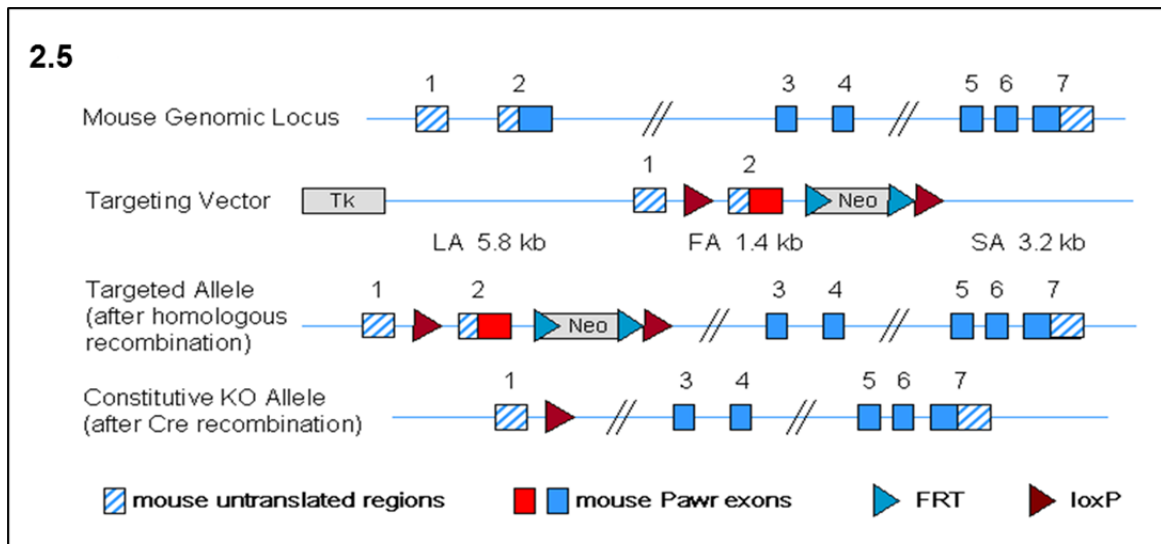 2.5
1 2 3 4 5 6 7
Mouse Genomic Locus
1 2
Targeting Vector Tk Neo
LA 5.8 kb FA 1.4 kb SA 3.2 kb
Targeted Allele 1 2 3 4 5 6 7
(after homologous Neo
recombination)
Constitutive KO Allele 1 3 4 5 6 7
(after Cre recombination)
mouse untranslated regions mouse Pawr exons FRT loxP